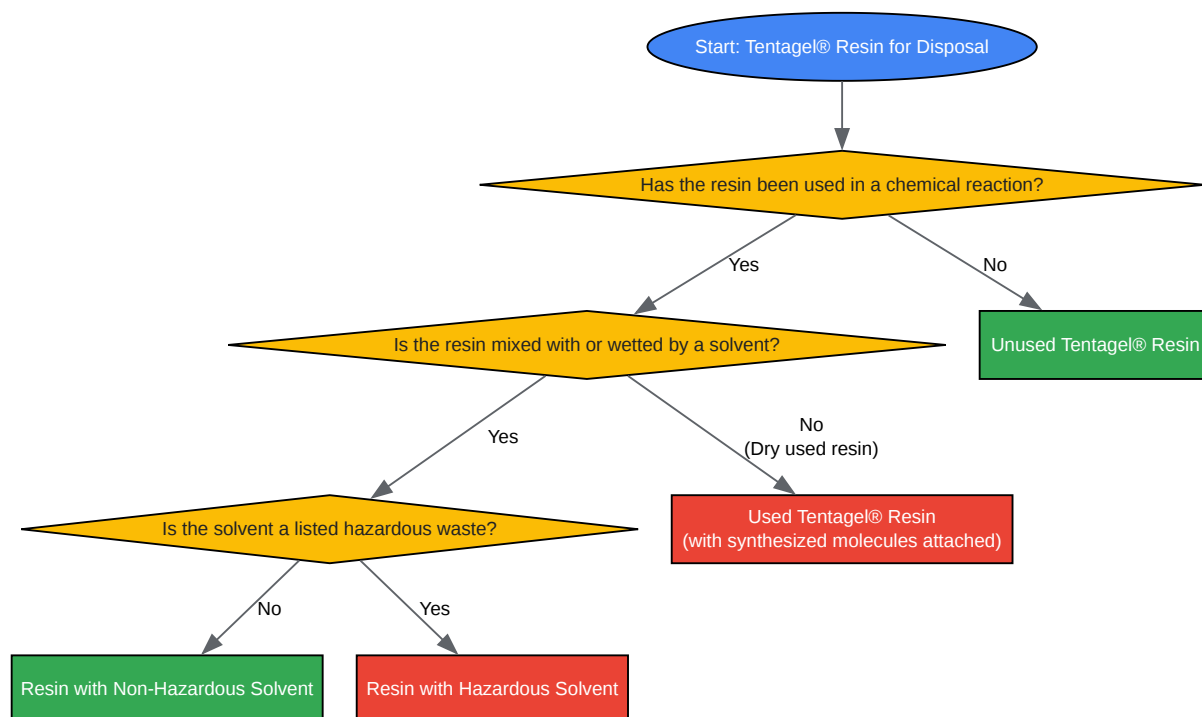 Start: Tentagel® Resin for Disposal
Has the resin been used in a chemical reaction?
Yes
No
Is the resin mixed with or wetted by a solvent?
Unused Tentagel® Resin
Yes
No
(Dry used resin)
Is the solvent a listed hazardous waste?
Used Tentagel® Resin
(with synthesized molecules attached)
No
Yes
Resin with Non-Hazardous Solvent
Resin with Hazardous Solvent